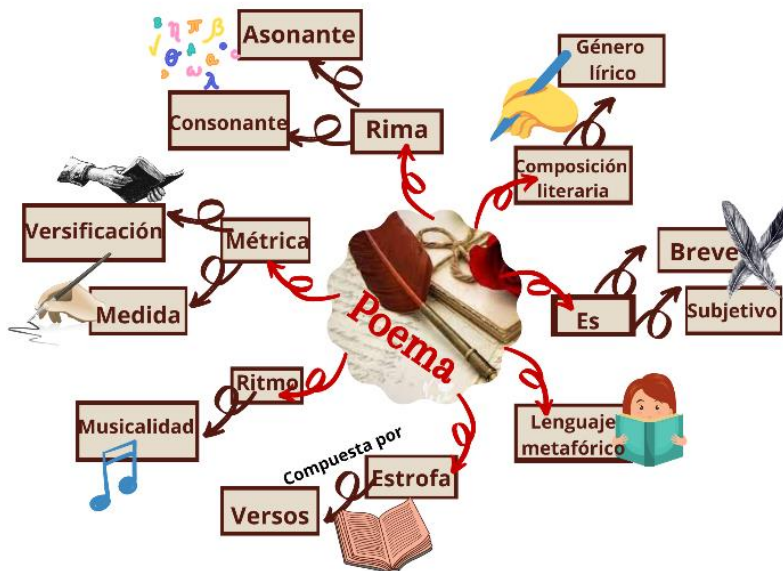 Asonante
Consonante
Rima
Género
lírico
Composición
literaria
Versificación
Métrica
Medida
Breve
Es
Subjetivo
Poema
Ritmo
Musicalidad
Lenguaje
metafórico
Compuesta por
Estrofa
Versos